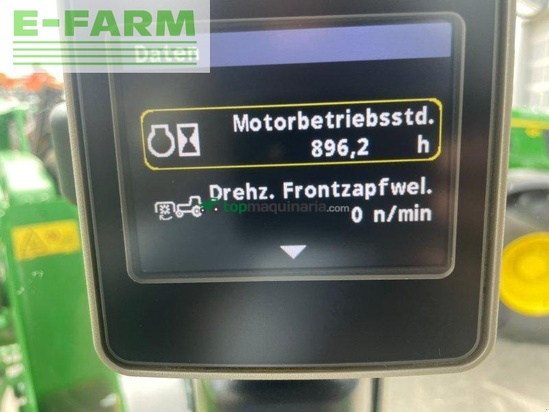 E-FARM
Daten
Motorbetriebsstd.
896,2 h
Drehz. Frontzapfwel.
topmaquinaria.com
0 n/min